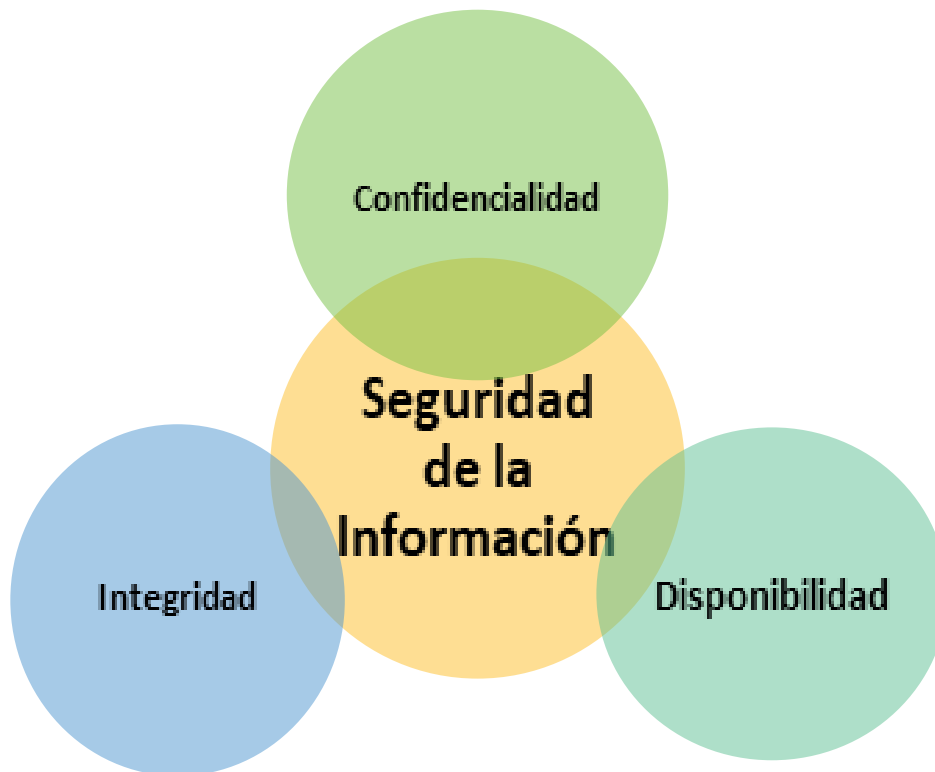 Confidencialidad
Seguridad
de la
Información
Integridad
Disponibilidad